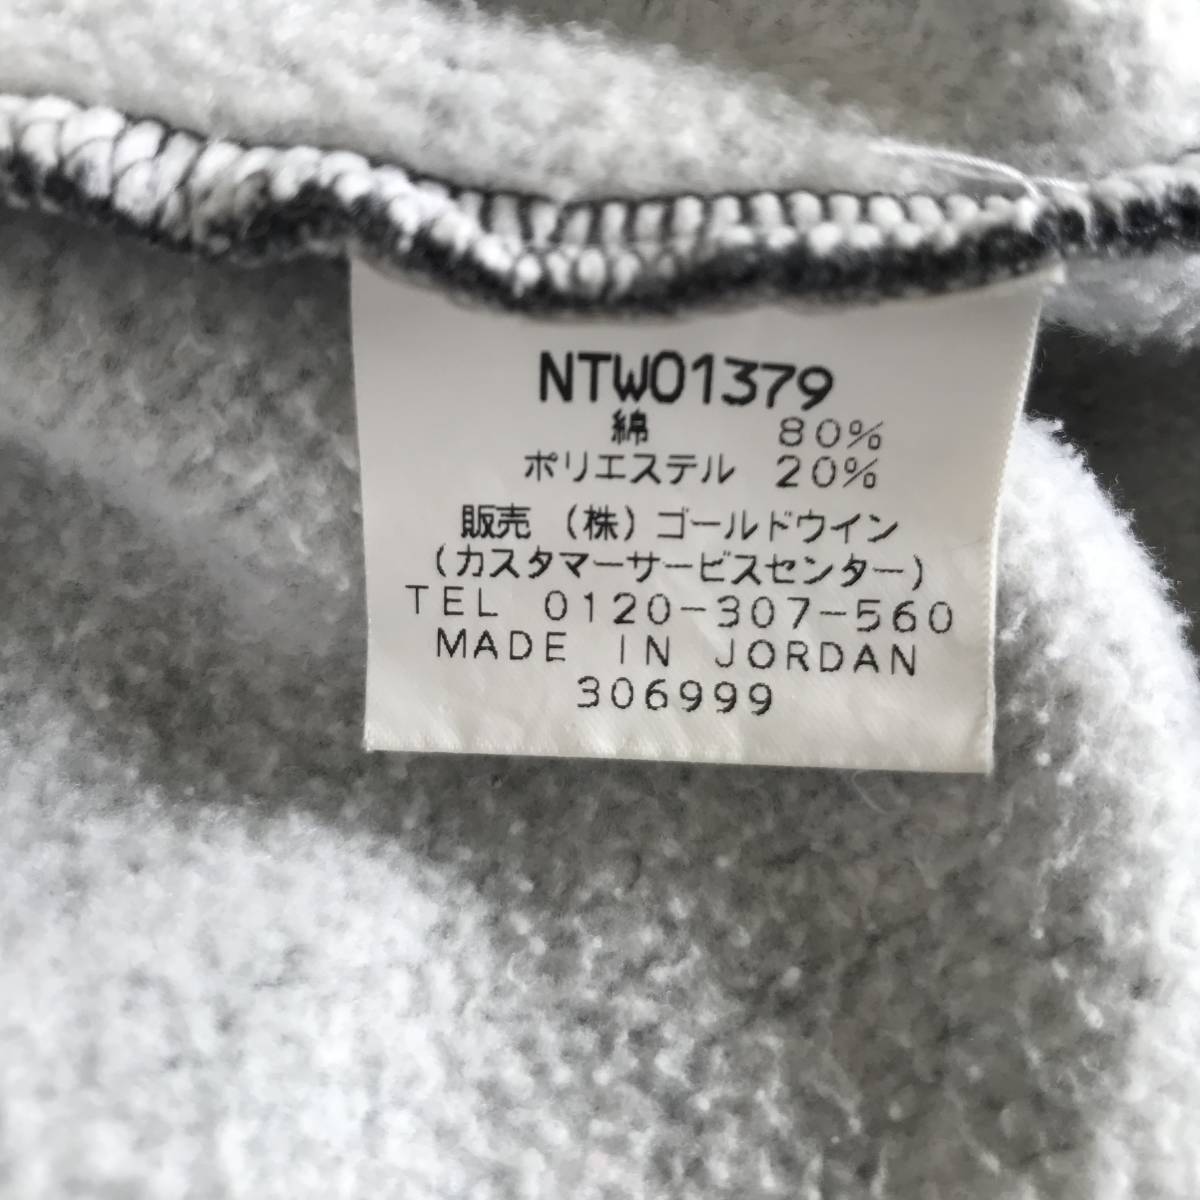 NTW01379
綿 80%
ポリエステル 20%
販売 (株)ゴールドウイン
(カスタマーサービスセンター)
TEL 0120-307-560
MADE IN JORDAN
306999